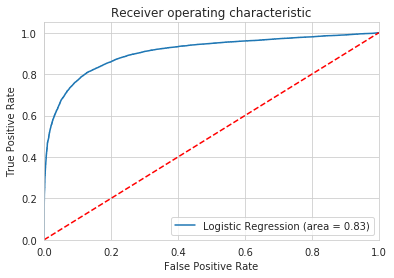 Receiver operating characteristic
True Positive Rate
1.0
0.8
0.6
0.4
0.2
0.0
Logistic Regression (area = 0.83)
0.0 0.2 0.4 0.6 0.8 1.0
False Positive Rate